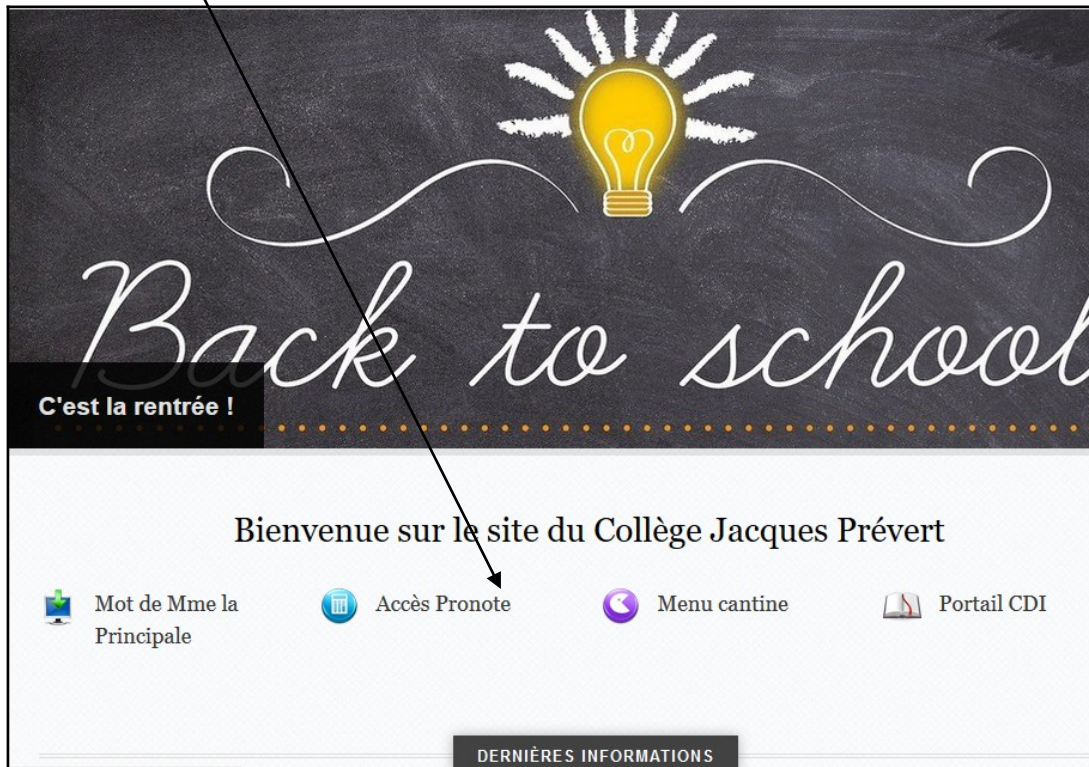 Back to school
C'est la rentrée !
Bienvenue sur le site du Collège Jacques Prévert
Mot de Mme la
Principale
Accès Pronote
Menu cantine
Portail CDI
DERNIÈRES INFORMATIONS